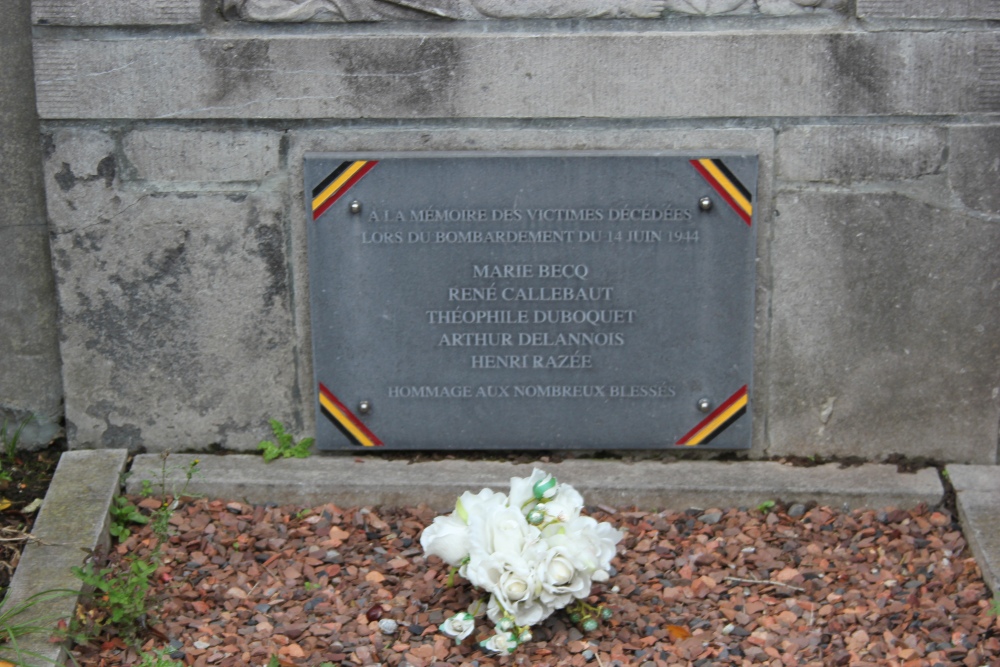 À LA MÉMOIRE DES VICTIMES DÉCÉDÉES
LORS DU BOMBARDEMENT DU 14 JUIN 1944
MARIE BECQ
RENÉ CALLEBAUT
THÉOPHILE DUBOQUET
ARTHUR DELANNOIS
HENRI RAZÉE
HOMMAGE AUX NOMBREUX BLESSÉS